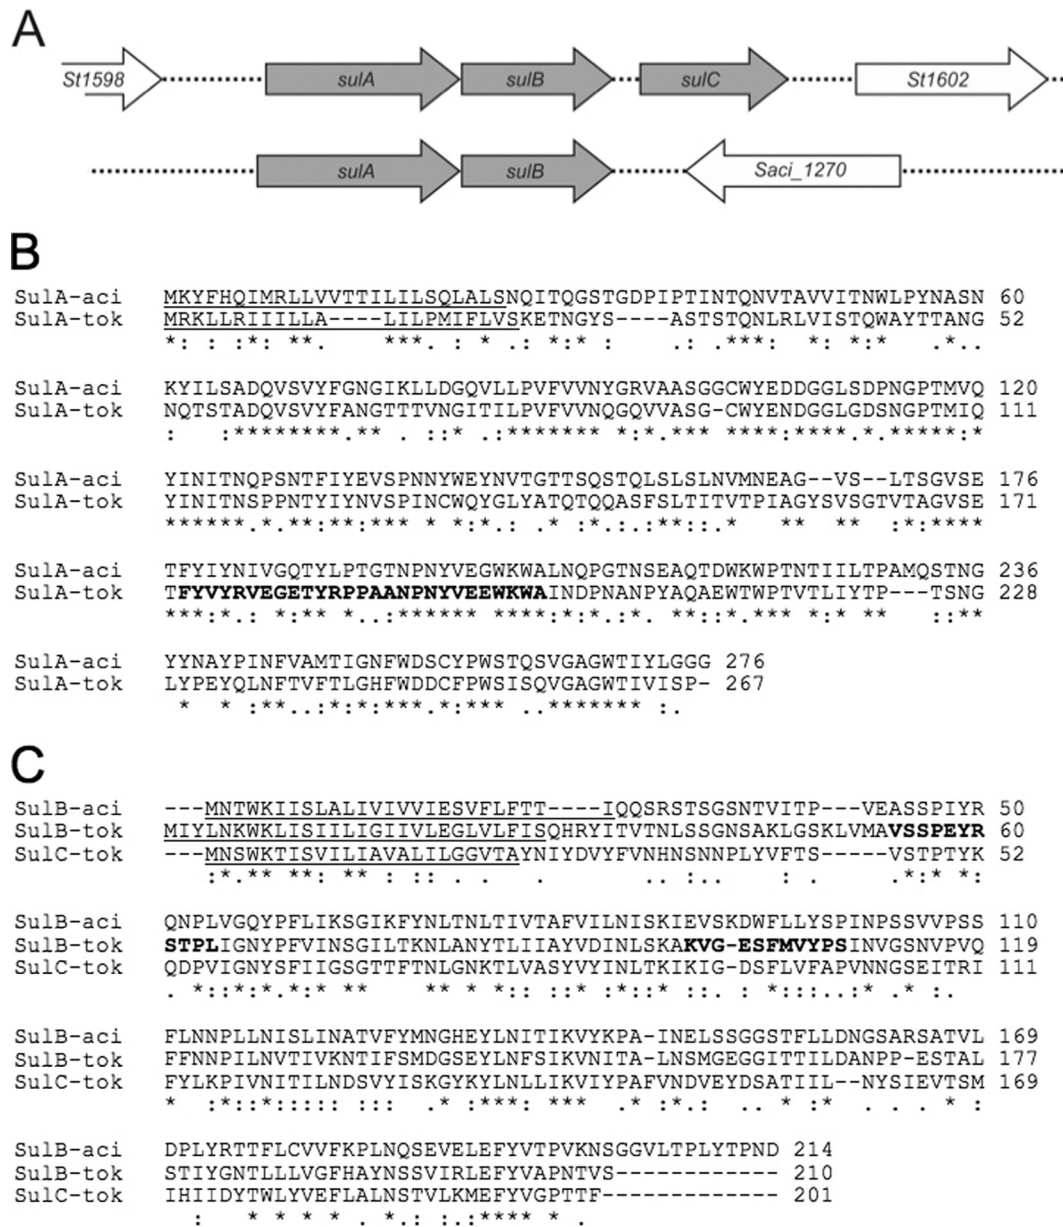 A
St1598 sulA sulB sulC St1602
sulA sulB Saci_1270
B
SulA-aci MKYFHQIMRLLVVTTILILSQLALSNQITQGSTGDPIPTINTQNVTAVVITNWLPYNASN 60
SulA-tok MRKLLRIIILLA----LILPMIFLVSKETNGYS----ASTSTQNLRLVISTQWAYTTANG 52
*: : :* **. ***. : * .: *:* : .: .***: * :*:* .*..
SulA-aci KYILSADQVSVYFGNGIKLLDGQVLLPVFVVNYGRVAASGGCWYEDDGGLSDPNGPTMVQ 120
SulA-tok NQTSTADQVSVYFANGTTTVNGITILPVFVVNQGQVVASG-CWYENDGGLGDSNGPTMIQ 111
: :********.** . ::* .:******* *:*.*** ****:****.*.*****:*
SulA-aci YINITNQPSNTFIYEVSPNNYWEYNVTGTTSQSTQLSLSLNVMNEAG--VS--LTSGVSE 176
SulA-tok YINITNSPPNTYIYNVSPINCWQYGLYATQTQQASFSLTITVTPIAGYSVSGTVTAGVSE 171
******.*.**:**:*** * *:*.: .* :*.:.:**::.* ** ** :*:****
SulA-aci TFYIYNIVGQTYLPTGTNPNYVEGWKWALNQPGTNSEAQTDWKWPTNTIILTPAMQSTNG 236
SulA-tok TFYVYRVEGETYRPPAANPNYVEEWKWAINDPNANPYAQAEWTWPTVTLIYTP---TSNG 228
***:*.: *:** *..:****** ****:*:*.:*. **::*.*** *:* ** ::**
SulA-aci YYNAYPINFVAMTIGNFWDSCYPWSTQSVGAGWTIYLGGG 276
SulA-tok LYPEYQLNFTVFTLGHFWDDCFPWSISQVGAGWTIVISP- 267
* * :**..:*:*:***.*:*** ..******* :.
C
SulB-aci ---MNTWKIISLALIVIVVIESVFLFTT----IQQSRSTSGSNTVITP---VEASSPIYR 50
SulB-tok MIYLNKWKLISIILIGIIVLEGLVLFISQHRYITVTNLSSGNSAKLGSKLVMAVSSPEYR 60
SulC-tok ---MNSWKTISVILIAVALILGGVTAYNIYDVYFVNHNSNNPLYVFTS-----VSTPTYK 52
:*.** **: ** : :: . . . .. :.. : . .*:* *:
SulB-aci QNPLVGQYPFLIKSGIKFYNLTNLTIVTAFVILNISKIEVSKDWFLLYSPINPSSVVPSS 110
SulB-tok STPLIGNYPFVINSGILTKNLANYTLIIAYVDINLSKAKVG-ESFMVYPSINVGSNVPVQ 119
SulC-tok QDPVIGNYSFIIGSGTTFTNLGNKTLVASYVYINLTKIKIG-DSFLVFAPVNNGSEITRI 111
. *::*:*.*:* ** ** * *:: ::* :*::* ::. : *:::..:* .* :.
SulB-aci FLNNPLLNISLINATVFYMNGHEYLNITIKVYKPA-INELSSGGSTFLLDNGSARSATVL 169
SulB-tok FFNNPILNVTIVKNTIFSMDGSEYLNFSIKVNITA-LNSMGEGGITTILDANPP-ESTAL 177
SulC-tok FYLKPIVNITILNDSVYISKGYKYLNLLIKVIYPAFVNDVEYDSATIIL--NYSIEVTSM 169
* :*::*::::: ::: .* :***: *** .* :*.: .. * :* . . . * :
SulB-aci DPLYRTTFLCVVFKPLNQSEVELEFYVTPVKNSGGVLTPLYTPND 214
SulB-tok STIYGNTLLLVGFHAYNSSVIRLEFYVAPNTVS------------ 210
SulC-tok IHIIDYTWLYVEFLALNSTVLKMEFYVGPTTF------------- 201
: * * * * . *.: :.:**** * .